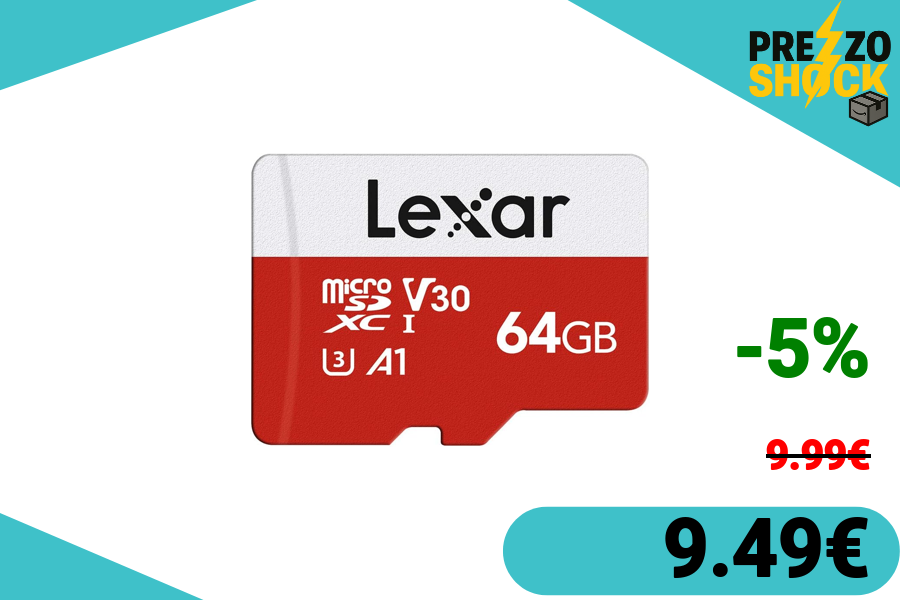 PREZZO
SHOCK
Lexar
micro SD XC I V30
U3 A1
64GB
-5%
9.99€
9.49€